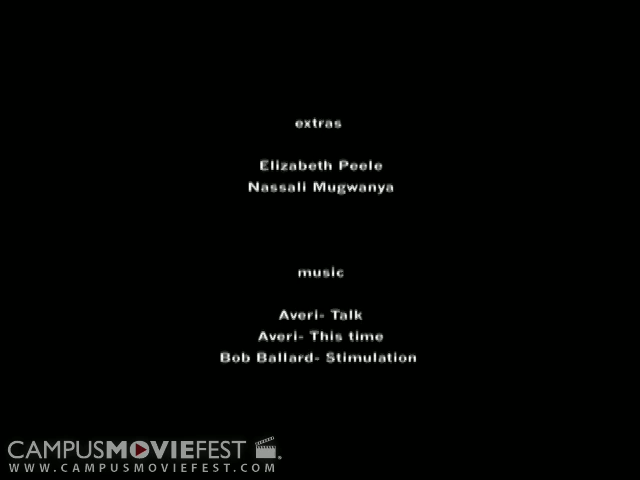 extras
Elizabeth Peele
Nassali Mugwanya
music
Averi- Talk
Averi- This time
Bob Ballard- Stimulation
CAMPUSMOVIEFEST
WWW.CAMPUSMOVIEFEST.COM